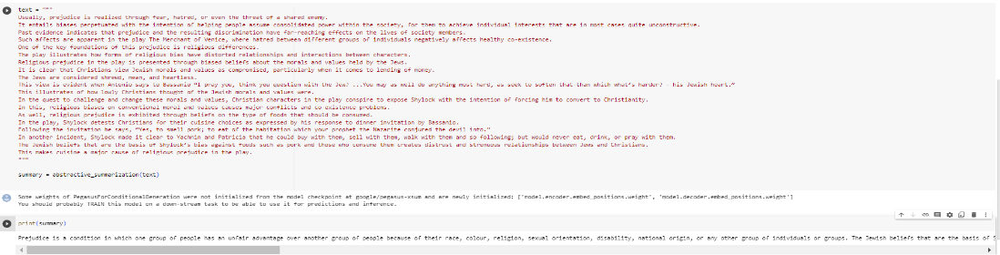 text = """
Usually, prejudice is realized through fear, hatred, or even the threat of a shared enemy.
It entails biases perpetuated with the intention of helping people assume consolidated power within the society, for them to achieve individual interests that are in most cases quite unconstructive.
Past evidence indicates that prejudice and the resulting discrimination have far-reaching effects on the lives of society members.
Such affects are apparent in the play The Merchant of Venice, where hatred between different groups of individuals negatively affects healthy co-existence.
One of the key foundations of this prejudice is religious differences.
The play illustrates how forms of religious bias have distorted relationships and interactions between characters.
Religious prejudice in the play is presented through biased beliefs about the morals and values held by the Jews.
It is clear that Christians view Jewish morals and values as compromised, particularly when it comes to lending of money.
The Jews are considered shrewd, mean, and heartless.
This view is evident when Antonio says to Bassanio “I pray you, think you question with the Jew? ...You may as well do anything most hard, as seek to soften that-than which what’s harder? – his Jewish heart.”
This illustrates of how lowly Christians thought of the Jewish morals and values were.
In the quest to challenge and change these morals and values, Christian characters in the play conspire to expose Shylock with the intention of forcing him to convert to Christianity.
In this, religious biases on conventional moral and values causes major conflicts and co-existence problems.
As well, religious prejudice is exhibited through beliefs on the type of foods that should be consumed.
In the play, Shylock detests Christians for their cuisine choices as expressed by his response to dinner invitation by Bassanio.
Following the invitation he says, “Yes, to smell pork; to eat of the habitation which your prophet the Nazarite conjured the devil into.”
In another incident, Shylock made it clear to Yachnin and Patricia that he could buy with them, sell with them, walk with them and so following; but would never eat, drink, or pray with them.
The Jewish beliefs that are the basis of Shylock’s bias against foods such as pork and those who consume them creates distrust and strenuous relationships between Jews and Christians.
This makes cuisine a major cause of religious prejudice in the play.
"""
summary = abstractive_summarization(text)
Some weights of PegasusForConditionalGeneration were not initialized from the model checkpoint at google/pegasus-xsum and are newly initialized: ['model.encoder.embed_positions.weight', 'model.decoder.embed_positions.weight']
You should probably TRAIN this model on a down-stream task to be able to use it for predictions and inference.
print(summary)
Prejudice is a condition in which one group of people has an unfair advantage over another group of people because of their race, colour, religion, sexual orientation, disability, national origin, or any other group of individuals or groups. The Jewish beliefs that are the basis of S